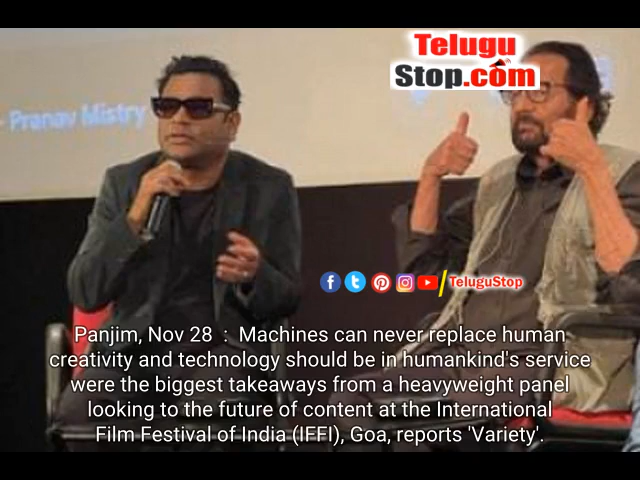 Telugu
Stop.com
- Pranav Mistry
TeluguStop
Panjim, Nov 28 : Machines can never replace human
creativity and technology should be in humankind's service
were the biggest takeaways from a heavyweight panel
looking to the future of content at the International
Film Festival of India (IFFI), Goa, reports 'Variety'.